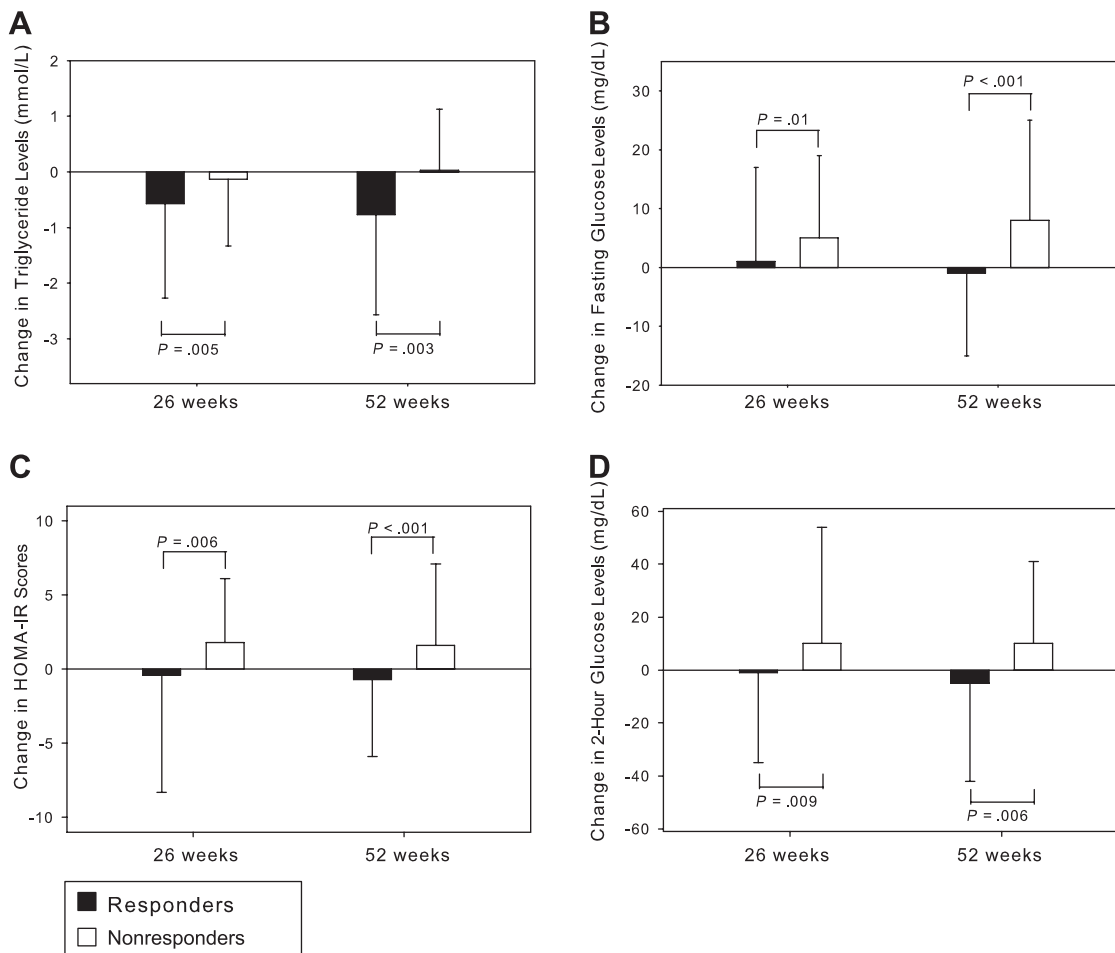 A
Change in Triglyceride Levels (mmol/L)
2
1
0
-1
-2
-3
P = .005
P = .003
26 weeks
52 weeks
B
Change in Fasting Glucose Levels (mg/dL)
30
20
10
0
-10
-20
P = .01
P < .001
26 weeks
52 weeks
C
Change in HOMA-IR Scores
10
5
0
-5
-10
P = .006
P < .001
26 weeks
52 weeks
D
Change in 2-Hour Glucose Levels (mg/dL)
60
40
20
0
-20
-40
-60
P = .009
P = .006
26 weeks
52 weeks
Responders
Nonresponders